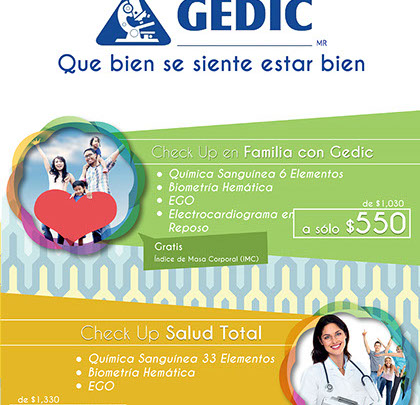 GEDIC
MR
Que bien se siente estar bien
Check Up en Familia con Gedic
• Química Sanguínea 6 Elementos
• Biometría Hemática
• EGO
• Electrocardiograma en
Reposo
de $1,030
a sólo $550
Gratis
Índice de Masa Corporal (IMC)
Check Up Salud Total
• Química Sanguínea 33 Elementos
• Biometría Hemática
• EGO
de $1,330